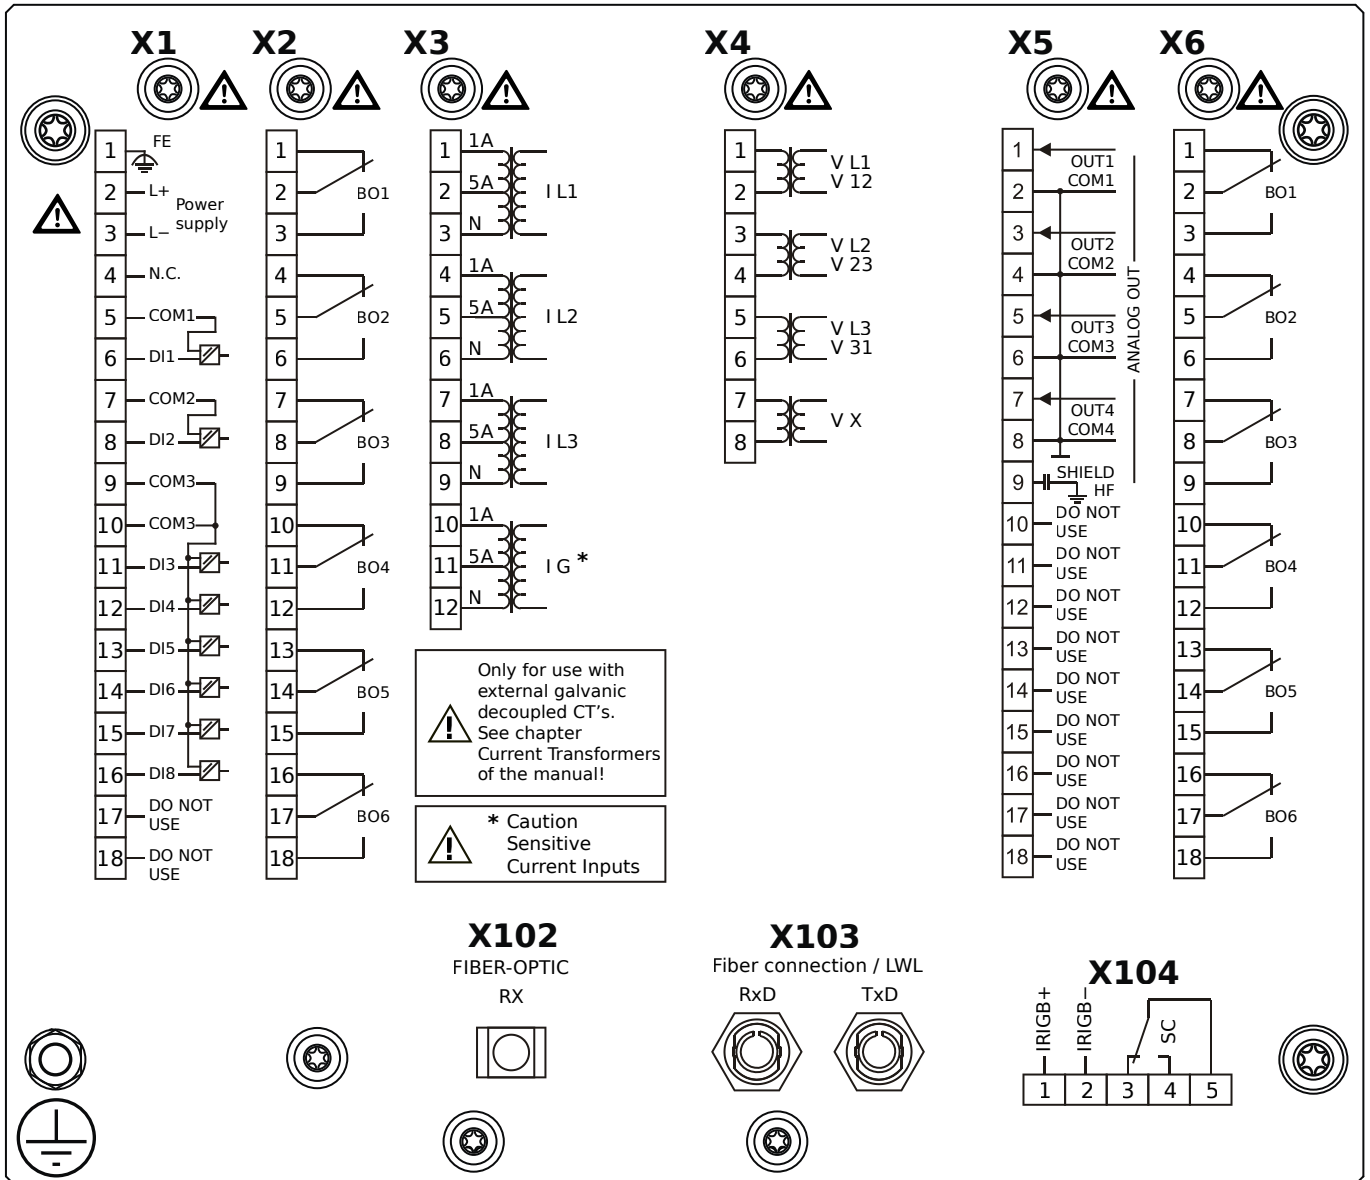 X1
X2
X3
X4
X5
X6
1 FE
2 L+
Power
supply
3 L−
4 N.C.
5 COM1
6 DI1
7 COM2
8 DI2
9 COM3
10 COM3
11 DI3
12 DI4
13 DI5
14 DI6
15 DI7
16 DI8
17 DO NOT
USE
18 DO NOT
USE
1
2 BO1
3
4
5 BO2
6
7
8 BO3
9
10
11 BO4
12
13
14 BO5
15
16
17 BO6
18
1 1A
2 5A I L1
3 N
4 1A
5 5A I L2
6 N
7 1A
8 5A I L3
9 N
10 1A
11 5A I G *
12 N
Only for use with
external galvanic
decoupled CT's.
See chapter
Current Transformers
of the manual!
* Caution
Sensitive
Current Inputs
1 V L1
2 V 12
3 V L2
4 V 23
5 V L3
6 V 31
7 V X
8
1 OUT1
2 COM1
3 OUT2
4 COM2
5 OUT3
6 COM3
7 OUT4
8 COM4
ANALOG OUT
9 SHIELD
HF
10 DO NOT
USE
11 DO NOT
USE
12 DO NOT
USE
13 DO NOT
USE
14 DO NOT
USE
15 DO NOT
USE
16 DO NOT
USE
17 DO NOT
USE
18 DO NOT
USE
1
2 BO1
3
4
5 BO2
6
7
8 BO3
9
10
11 BO4
12
13
14 BO5
15
16
17 BO6
18
X102
FIBER-OPTIC
RX
X103
Fiber connection / LWL
RxD TxD
X104
IRIGB+
IRIGB−
SC
1 2 3 4 5